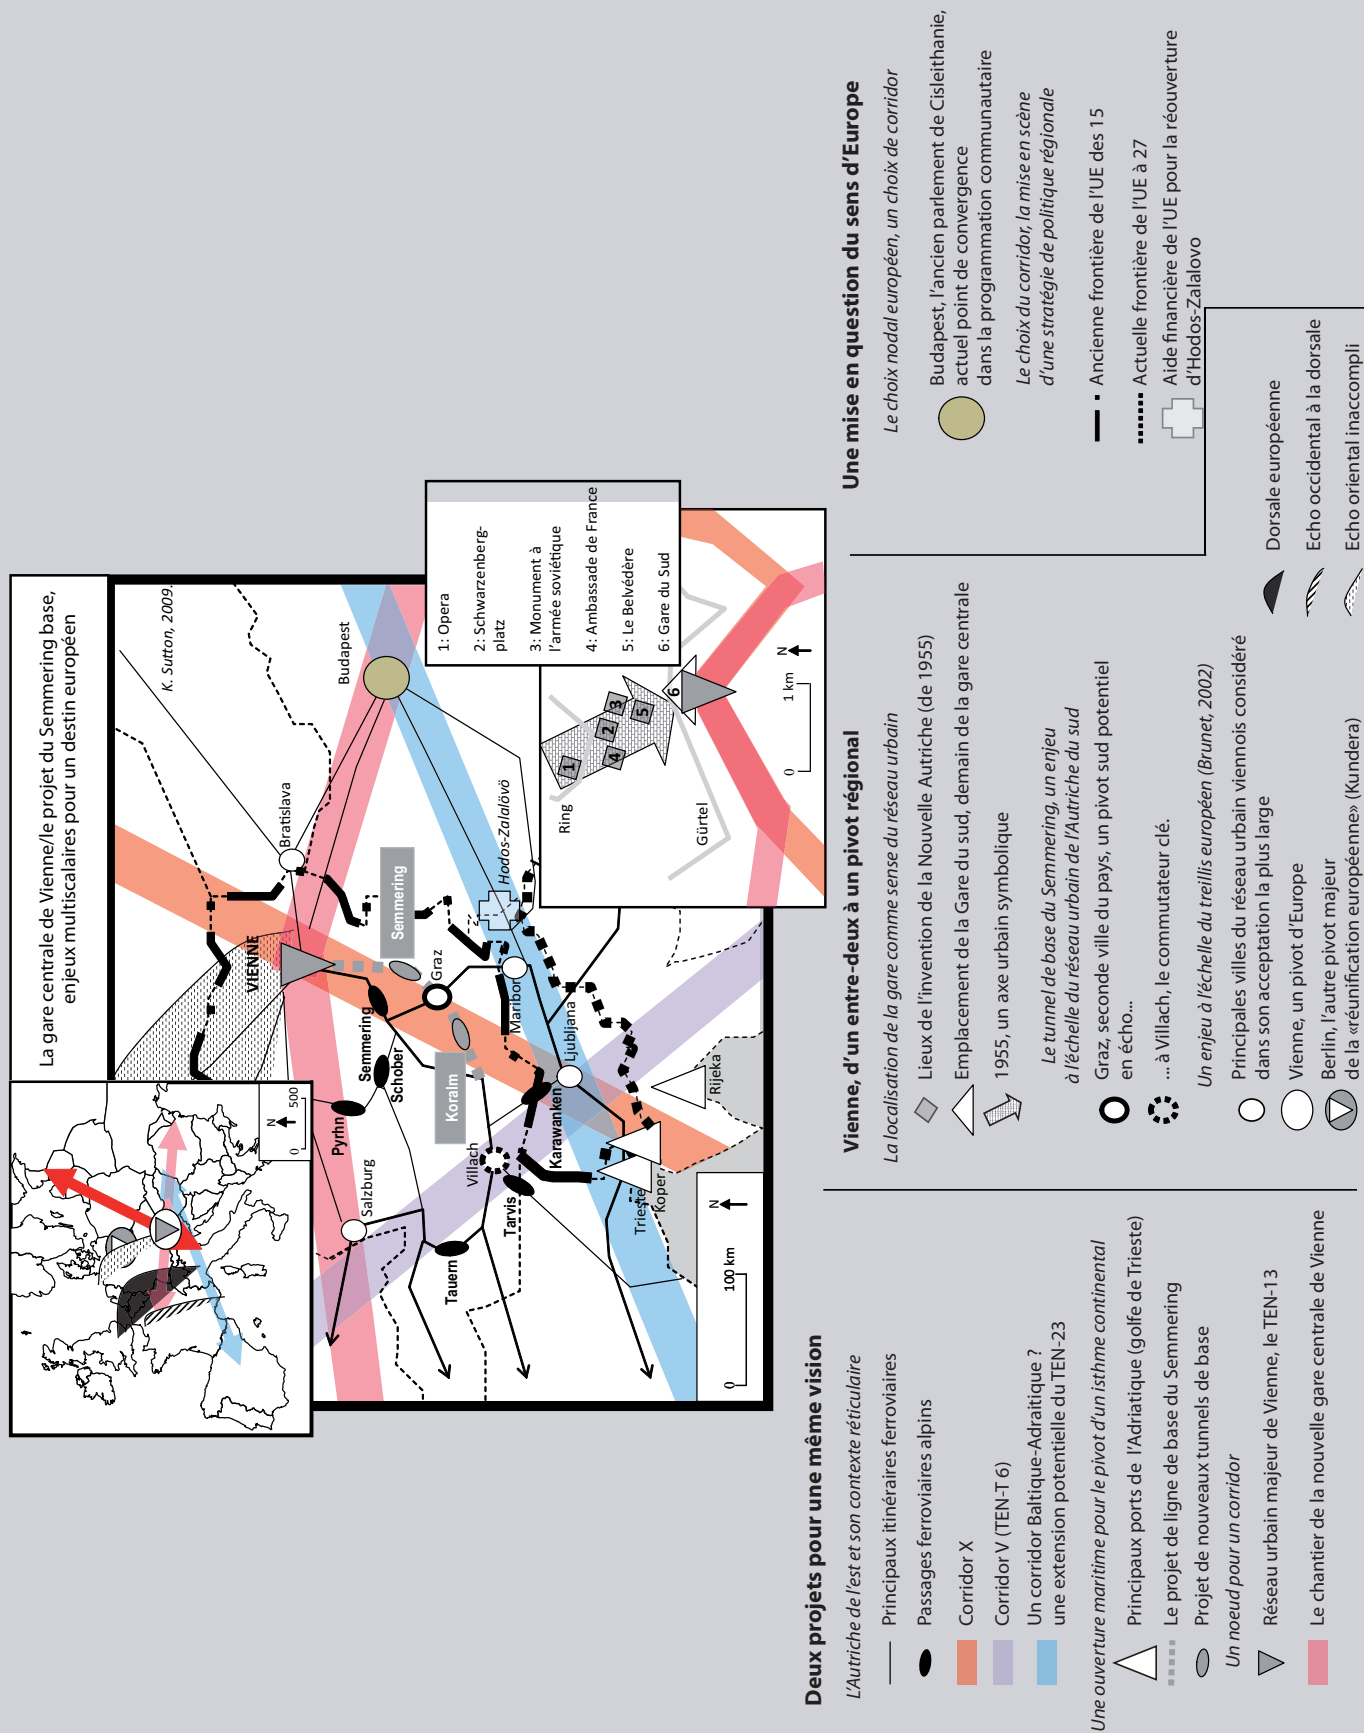 La gare centrale de Vienne/le projet du Semmering base,
enjeux multiscalaires pour un destin européen
K. Sutton, 2009.
N
0
500
VIENNE
Bratislava
Budapest
Salzburg
Pyrhn
Schober
Semmering
Semmering
Graz
Koralm
Hodos-Zalalövö
Maribor
Tauern
Villach
Tarvis
Karawanken
Ljubljana
Trieste
Koper
Rijeka
0
100 km
N
1: Opera
2: Schwarzenberg-
platz
3: Monument à
l'armée soviétique
4: Ambassade de France
5: Le Belvédère
6: Gare du Sud
Ring
Gürtel
1
2
3
4
5
6
0
1 km
N
Deux projets pour une même vision
L'Autriche de l'est et son contexte réticulaire
Principaux itinéraires ferroviaires
Passages ferroviaires alpins
Corridor X
Corridor V (TEN-T 6)
Un corridor Baltique-Adraitique ?
une extension potentielle du TEN-23
Une ouverture maritime pour le pivot d'un isthme continental
Principaux ports de l'Adriatique (golfe de Trieste)
Le projet de ligne de base du Semmering
Projet de nouveaux tunnels de base
Un noeud pour un corridor
Réseau urbain majeur de Vienne, le TEN-13
Le chantier de la nouvelle gare centrale de Vienne
Vienne, d'un entre-deux à un pivot régional
La localisation de la gare comme sense du réseau urbain
Lieux de l'invention de la Nouvelle Autriche (de 1955)
Emplacement de la Gare du sud, demain de la gare centrale
1955, un axe urbain symbolique
Le tunnel de base du Semmering, un enjeu
à l'échelle du réseau urbain de l'Autriche du sud
Graz, seconde ville du pays, un pivot sud potentiel
en écho...
... à Villach, le commutateur clé.
Un enjeu à l'échelle du treillis européen (Brunet, 2002)
Principales villes du réseau urbain viennois considéré
dans son acceptation la plus large
Vienne, un pivot d'Europe
Berlin, l'autre pivot majeur
de la «réunification européenne» (Kundera)
Dorsale européenne
Echo occidental à la dorsale
Echo oriental inaccompli
Une mise en question du sens d'Europe
Le choix nodal européen, un choix de corridor
Budapest, l'ancien parlement de Cisleithanie,
actuel point de convergence
dans la programmation communautaire
Le choix du corridor, la mise en scène
d'une stratégie de politique régionale
Ancienne frontière de l'UE des 15
Actuelle frontière de l'UE à 27
Aide financière de l'UE pour la réouverture
d'Hodos-Zalalovo